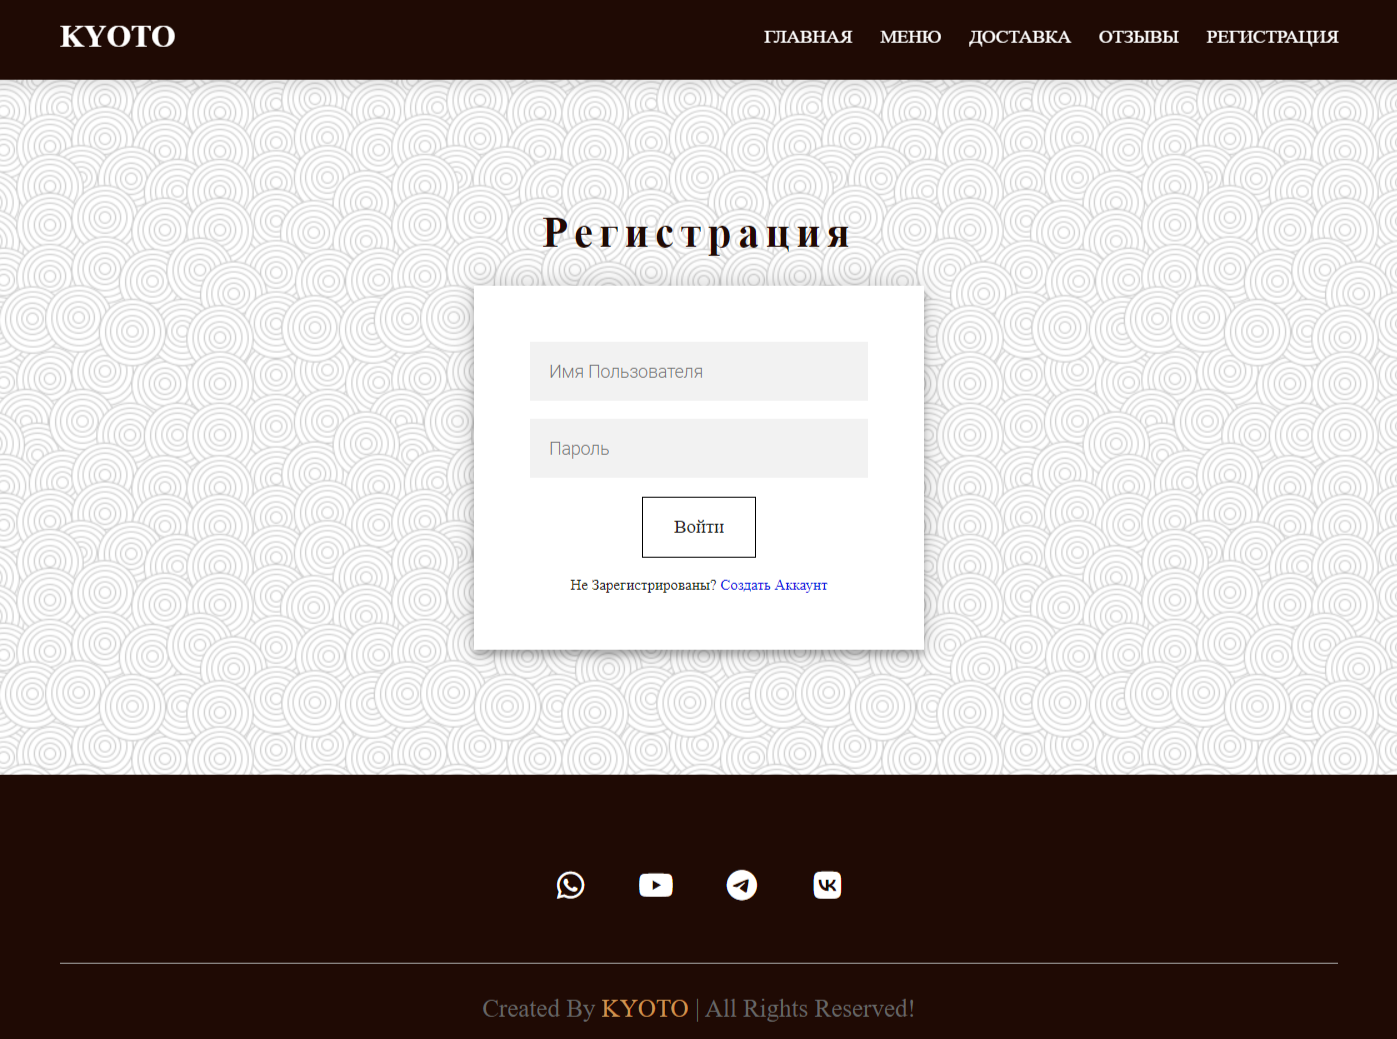 KYOTO
ГЛАВНАЯ МЕНЮ ДОСТАВКА ОТЗЫВЫ РЕГИСТРАЦИЯ
Регистрация
Имя Пользователя
Пароль
Войти
Не Зарегистрированы? Создать Аккаунт
Created By KYOTO | All Rights Reserved!